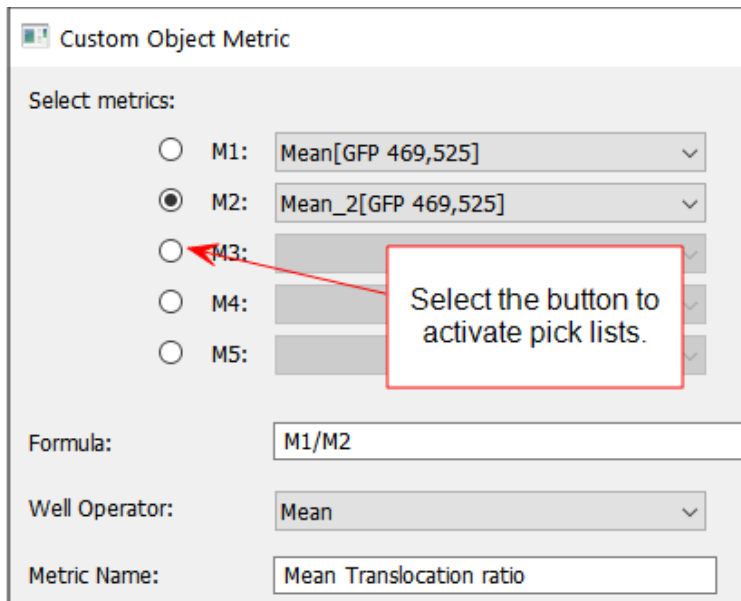 Custom Object Metric
Select metrics:
M1: Mean[GFP 469,525]
M2: Mean_2[GFP 469,525]
M3:
Select the button to
activate pick lists.
M4:
M5:
Formula: M1/M2
Well Operator: Mean
Metric Name: Mean Translocation ratio